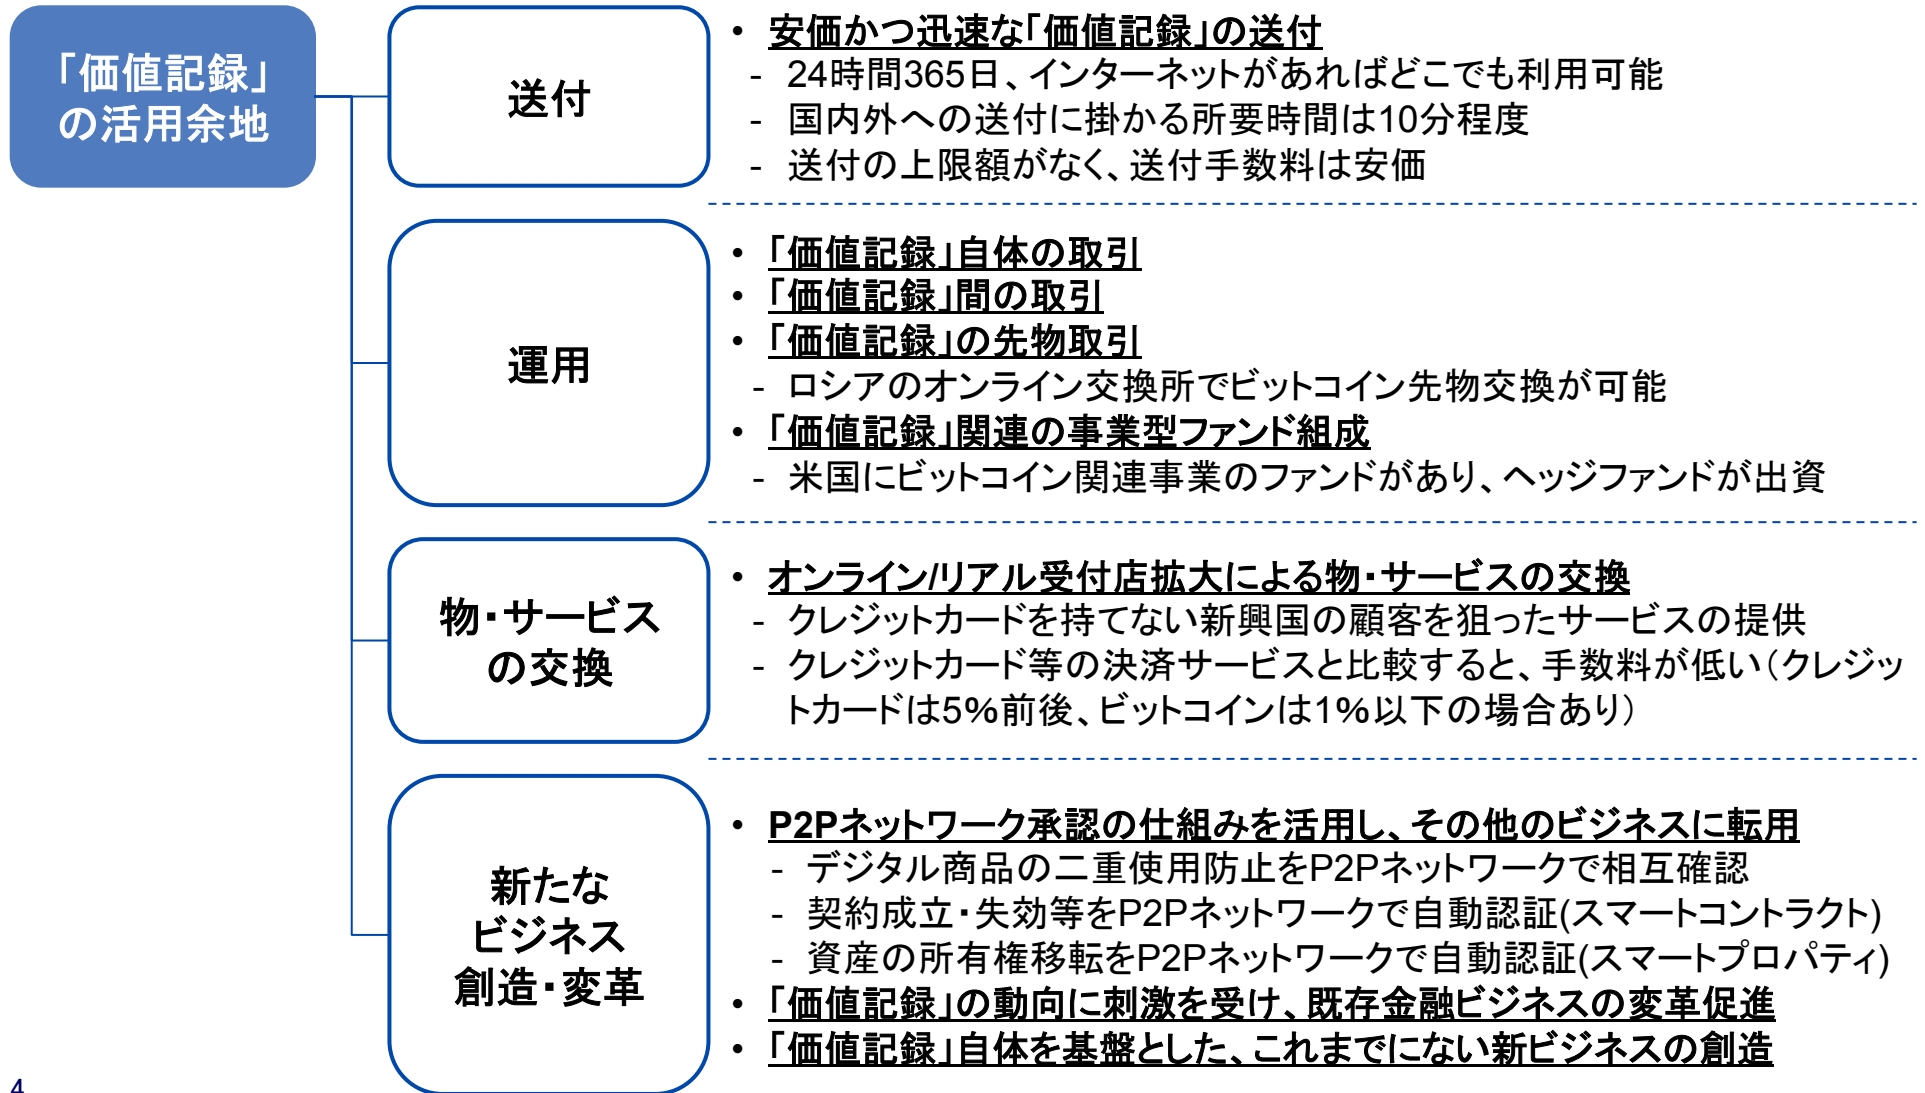 「価値記録」
の活用余地
送付
• 安価かつ迅速な「価値記録」の送付
- 24時間365日、インターネットがあればどこでも利用可能
- 国内外への送付に掛かる所要時間は10分程度
- 送付の上限額がなく、送付手数料は安価
運用
• 「価値記録」自体の取引
• 「価値記録」間の取引
• 「価値記録」の先物取引
- ロシアのオンライン交換所でビットコイン先物交換が可能
• 「価値記録」関連の事業型ファンド組成
- 米国にビットコイン関連事業のファンドがあり、ヘッジファンドが出資
物・サービス
の交換
• オンライン/リアル受付店拡大による物・サービスの交換
- クレジットカードを持てない新興国の顧客を狙ったサービスの提供
- クレジットカード等の決済サービスと比較すると、手数料が低い（クレジッ
トカードは5%前後、ビットコインは1%以下の場合あり）
新たな
ビジネス
創造・変革
• P2Pネットワーク承認の仕組みを活用し、その他のビジネスに転用
- デジタル商品の二重使用防止をP2Pネットワークで相互確認
- 契約成立・失効等をP2Pネットワークで自動認証(スマートコントラクト)
- 資産の所有権移転をP2Pネットワークで自動認証(スマートプロパティ)
• 「価値記録」の動向に刺激を受け、既存金融ビジネスの変革促進
• 「価値記録」自体を基盤とした、これまでにない新ビジネスの創造
4